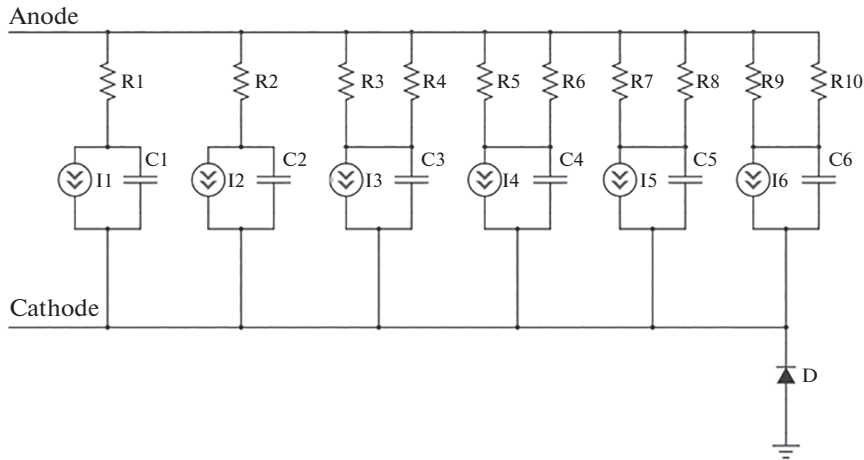 Anode
R1 R2 R3 R4 R5 R6 R7 R8 R9 R10
C1 C2 C3 C4 C5 C6
I1 I2 I3 I4 I5 I6
Cathode
D